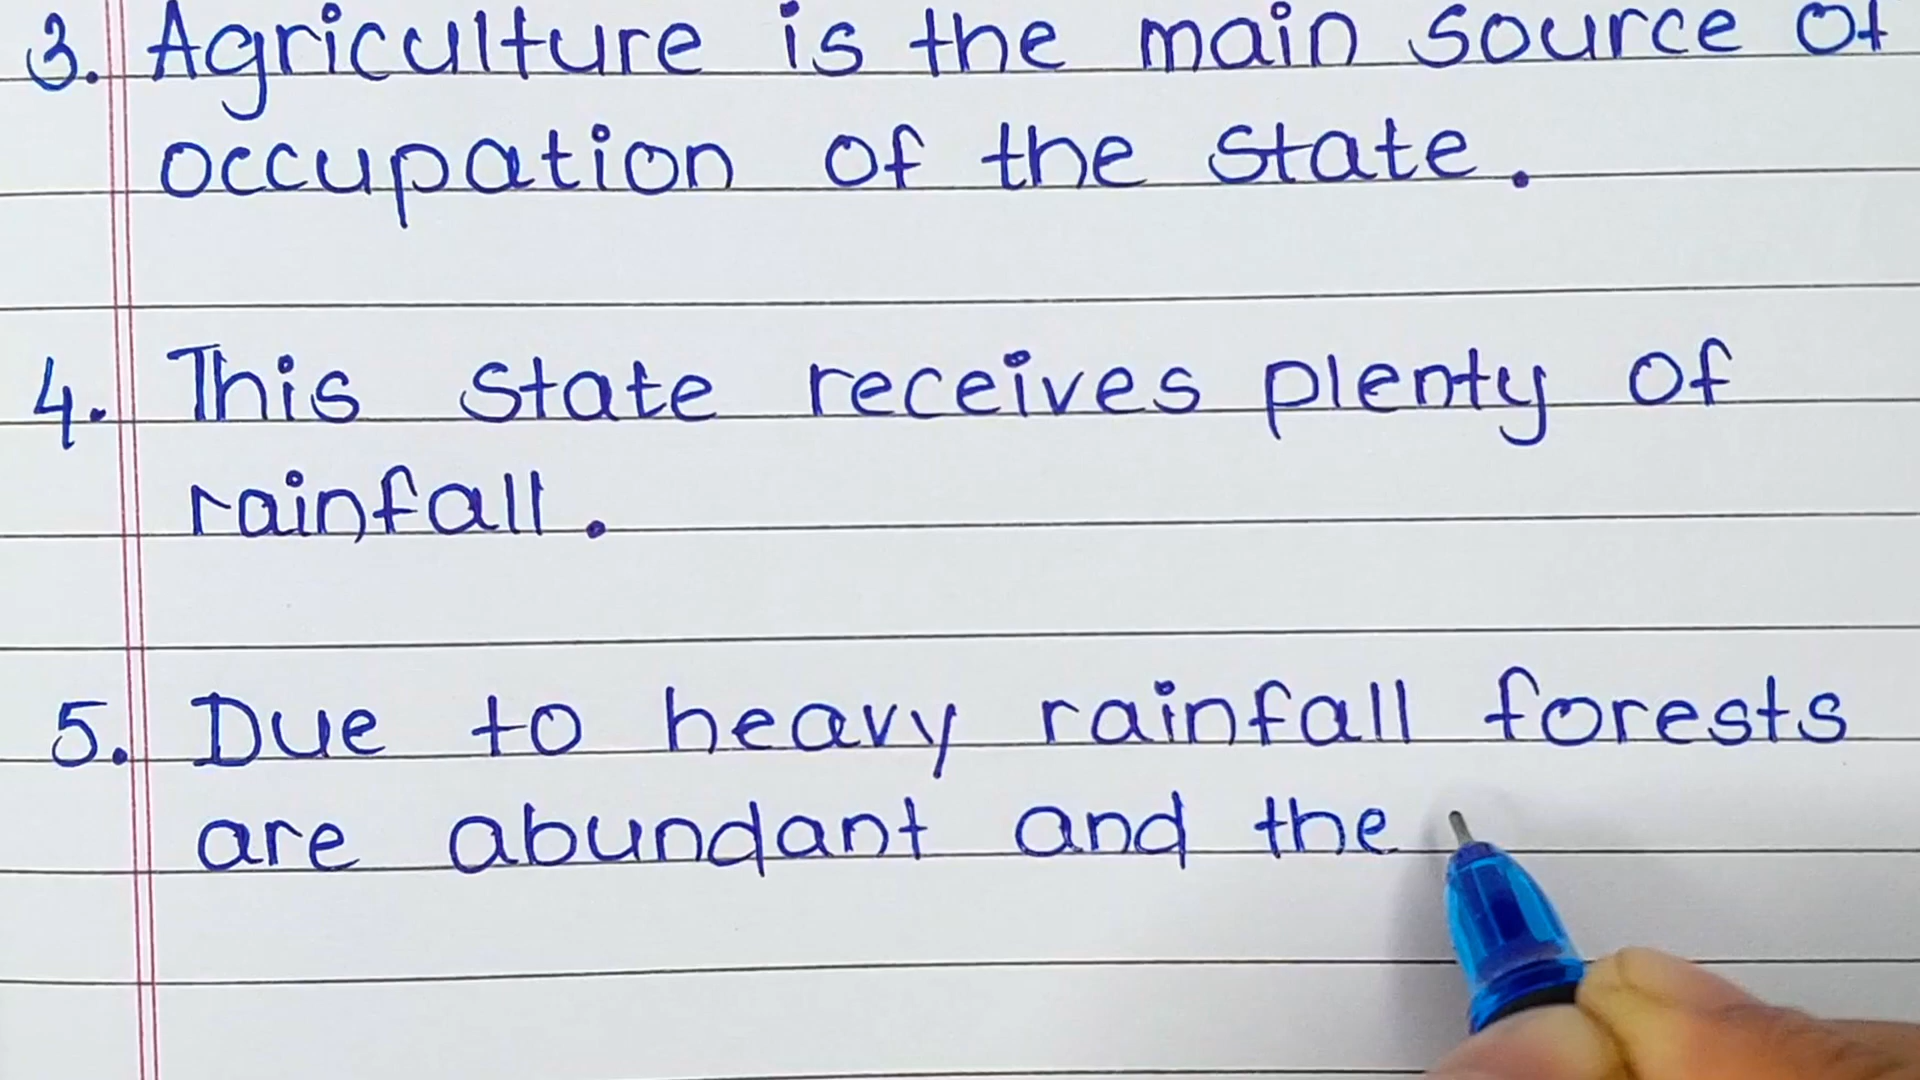 3. Agriculture is the main source of
occupation of the state.
4. This state receives plenty of
rainfall.
5. Due to heavy rainfall forests
are abundant and the